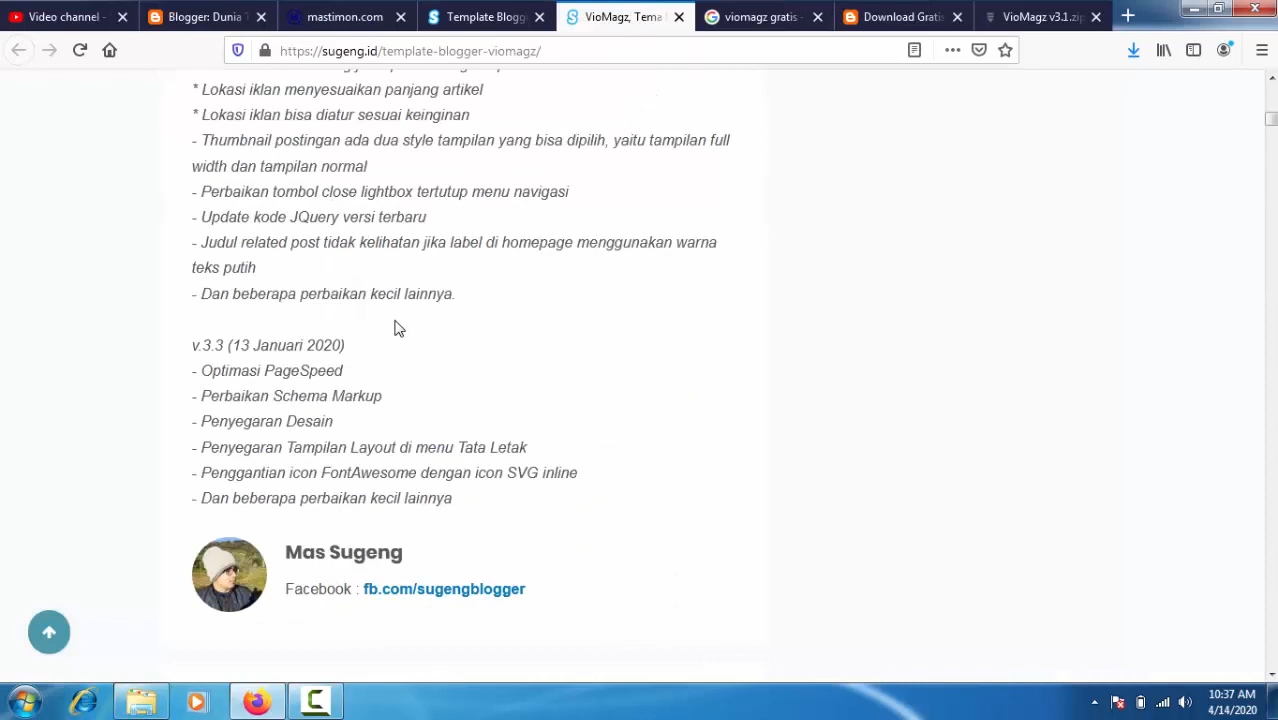 Video channel -
Blogger: Dunia T
mastimon.com
Template Blogg
VioMagz, Tema
viomagz gratis -
Download Gratis
VioMagz v3.1.zip
https://sugeng.id/template-blogger-viomagz/
* Lokasi iklan menyesuaikan panjang artikel
* Lokasi iklan bisa diatur sesuai keinginan
- Thumbnail postingan ada dua style tampilan yang bisa dipilih, yaitu tampilan full
width dan tampilan normal
- Perbaikan tombol close lightbox tertutup menu navigasi
- Update kode JQuery versi terbaru
- Judul related post tidak kelihatan jika label di homepage menggunakan warna
teks putih
- Dan beberapa perbaikan kecil lainnya.
v.3.3 (13 Januari 2020)
- Optimasi PageSpeed
- Perbaikan Schema Markup
- Penyegaran Desain
- Penyegaran Tampilan Layout di menu Tata Letak
- Penggantian icon FontAwesome dengan icon SVG inline
- Dan beberapa perbaikan kecil lainnya
Mas Sugeng
Facebook : fb.com/sugengblogger
10:37 AM
4/14/2020